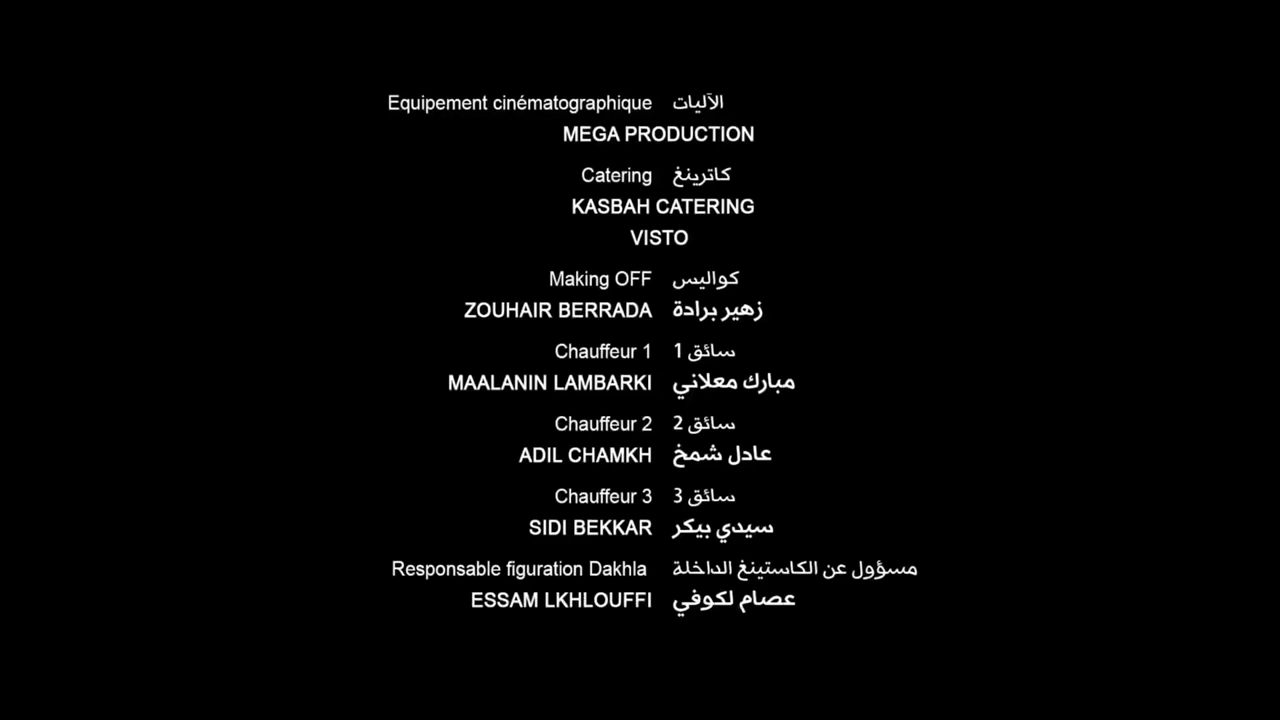 Equipement cinématographique الآليات
MEGA PRODUCTION
Catering كاترينغ
KASBAH CATERING
VISTO
Making OFF كواليس
ZOUHAIR BERRADA زهير برادة
Chauffeur 1 سائق 1
MAALANIN LAMBARKI مبارك معلاني
Chauffeur 2 سائق 2
ADIL CHAMKH عادل شمخ
Chauffeur 3 سائق 3
SIDI BEKKAR سيدي بيكر
Responsable figuration Dakhla مسؤول عن الكاستينغ الداخلة
ESSAM LKHLOUFFI عصام لكوفي